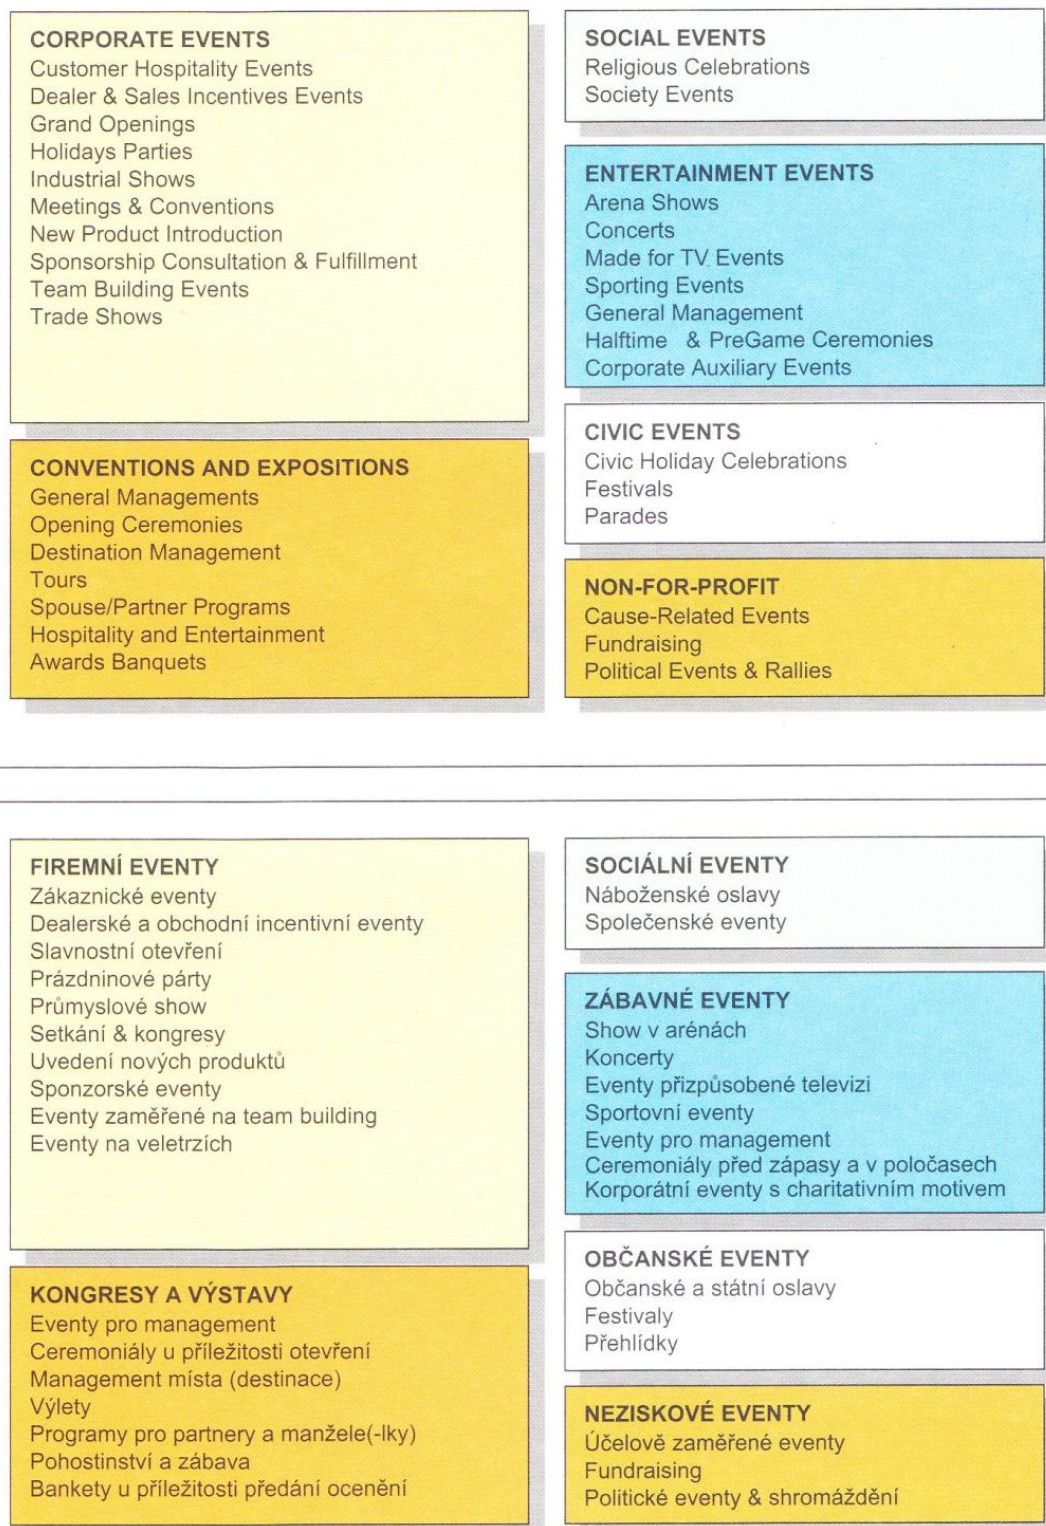 CORPORATE EVENTS
Customer Hospitality Events
Dealer & Sales Incentives Events
Grand Openings
Holidays Parties
Industrial Shows
Meetings & Conventions
New Product Introduction
Sponsorship Consultation & Fulfillment
Team Building Events
Trade Shows
CONVENTIONS AND EXPOSITIONS
General Managements
Opening Ceremonies
Destination Management
Tours
Spouse/Partner Programs
Hospitality and Entertainment
Awards Banquets
SOCIAL EVENTS
Religious Celebrations
Society Events
ENTERTAINMENT EVENTS
Arena Shows
Concerts
Made for TV Events
Sporting Events
General Management
Halftime & PreGame Ceremonies
Corporate Auxiliary Events
CIVIC EVENTS
Civic Holiday Celebrations
Festivals
Parades
NON-FOR-PROFIT
Cause-Related Events
Fundraising
Political Events & Rallies
FIREMNÍ EVENTY
Zákaznické eventy
Dealerské a obchodní incentivní eventy
Slavnostní otevření
Prázdninové párty
Průmyslové show
Setkání & kongresy
Uvedení nových produktů
Sponzorské eventy
Eventy zaměřené na team building
Eventy na veletrzích
KONGRESY A VÝSTAVY
Eventy pro management
Ceremoniály u příležitosti otevření
Management místa (destinace)
Výlety
Programy pro partnery a manžele(-lky)
Pohostinství a zábava
Bankety u příležitosti předání ocenění
SOCIÁLNÍ EVENTY
Náboženské oslavy
Společenské eventy
ZÁBAVNÉ EVENTY
Show v arénách
Koncerty
Eventy přizpůsobené televizi
Sportovní eventy
Eventy pro management
Ceremoniály před zápasy a v poločasech
Korporátní eventy s charitativním motivem
OBČANSKÉ EVENTY
Občanské a státní oslavy
Festivaly
Přehlídky
NEZISKOVÉ EVENTY
Účelově zaměřené eventy
Fundraising
Politické eventy & shromáždění